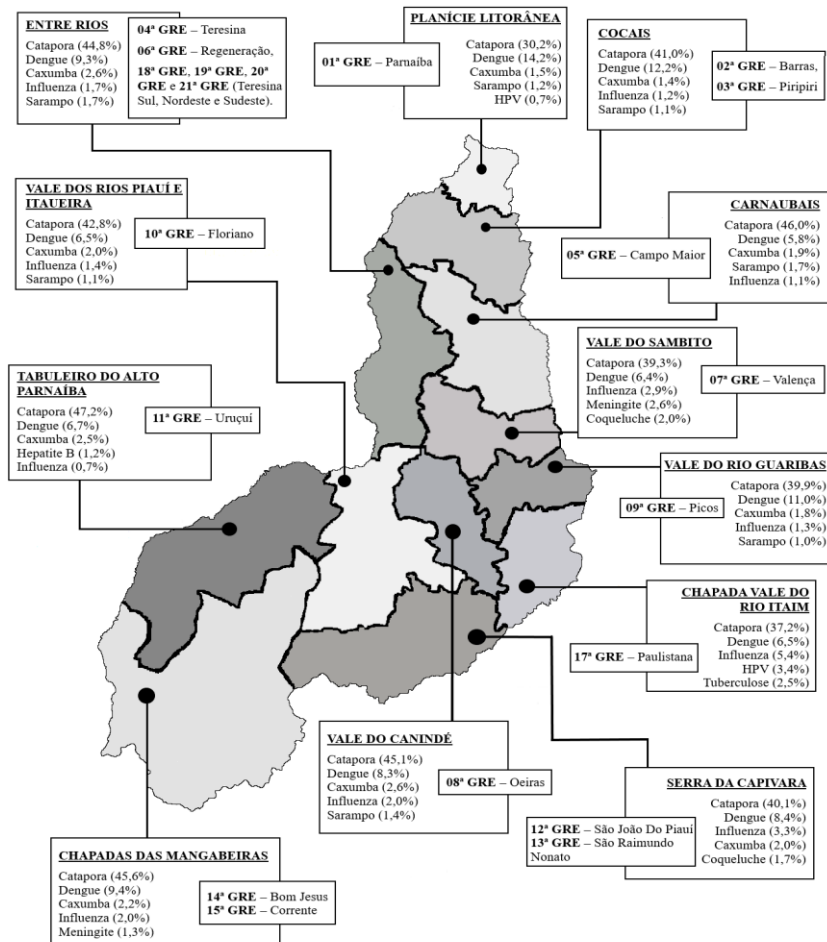 ENTRE RIOS
Catapora (44,8%)
Dengue (9,3%)
Caxumba (2,6%)
Influenza (1,7%)
Sarampo (1,7%)
04ª GRE – Teresina
06ª GRE – Regeneração,
18ª GRE, 19ª GRE, 20ª
GRE e 21ª GRE (Teresina
Sul, Nordeste e Sudeste).
PLANÍCIE LITORÂNEA
Catapora (30,2%)
Dengue (14,2%)
Caxumba (1,5%)
Sarampo (1,2%)
HPV (0,7%)
01ª GRE – Parnaíba
COCAIS
Catapora (41,0%)
Dengue (12,2%)
Caxumba (1,4%)
Influenza (1,2%)
Sarampo (1,1%)
02ª GRE – Barras,
03ª GRE – Piripiri
VALE DOS RIOS PIAUÍ E
ITAUEIRA
Catapora (42,8%)
Dengue (6,5%)
Caxumba (2,0%)
Influenza (1,4%)
Sarampo (1,1%)
10ª GRE – Floriano
CARNAUBAIS
Catapora (46,0%)
Dengue (5,8%)
Caxumba (1,9%)
Sarampo (1,7%)
Influenza (1,1%)
05ª GRE – Campo Maior
VALE DO SAMBITO
Catapora (39,3%)
Dengue (6,4%)
Influenza (2,9%)
Meningite (2,6%)
Coqueluche (2,0%)
07ª GRE – Valença
TABULEIRO DO ALTO
PARNAÍBA
Catapora (47,2%)
Dengue (6,7%)
Caxumba (2,5%)
Hepatite B (1,2%)
Influenza (0,7%)
11ª GRE – Uruçuí
VALE DO RIO GUARIBAS
Catapora (39,9%)
Dengue (11,0%)
Caxumba (1,8%)
Influenza (1,3%)
Sarampo (1,0%)
09ª GRE – Picos
CHAPADA VALE DO
RIO ITAIM
Catapora (37,2%)
Dengue (6,5%)
Influenza (5,4%)
HPV (3,4%)
Tuberculose (2,5%)
17ª GRE – Paulistana
VALE DO CANINDÉ
Catapora (45,1%)
Dengue (8,3%)
Caxumba (2,6%)
Influenza (2,0%)
Sarampo (1,4%)
08ª GRE – Oeiras
SERRA DA CAPIVARA
Catapora (40,1%)
Dengue (8,4%)
Influenza (3,3%)
Caxumba (2,0%)
Coqueluche (1,7%)
12ª GRE – São João Do Piauí
13ª GRE – São Raimundo
Nonato
CHAPADAS DAS MANGABEIRAS
Catapora (45,6%)
Dengue (9,4%)
Caxumba (2,2%)
Influenza (2,0%)
Meningite (1,3%)
14ª GRE – Bom Jesus
15ª GRE – Corrente